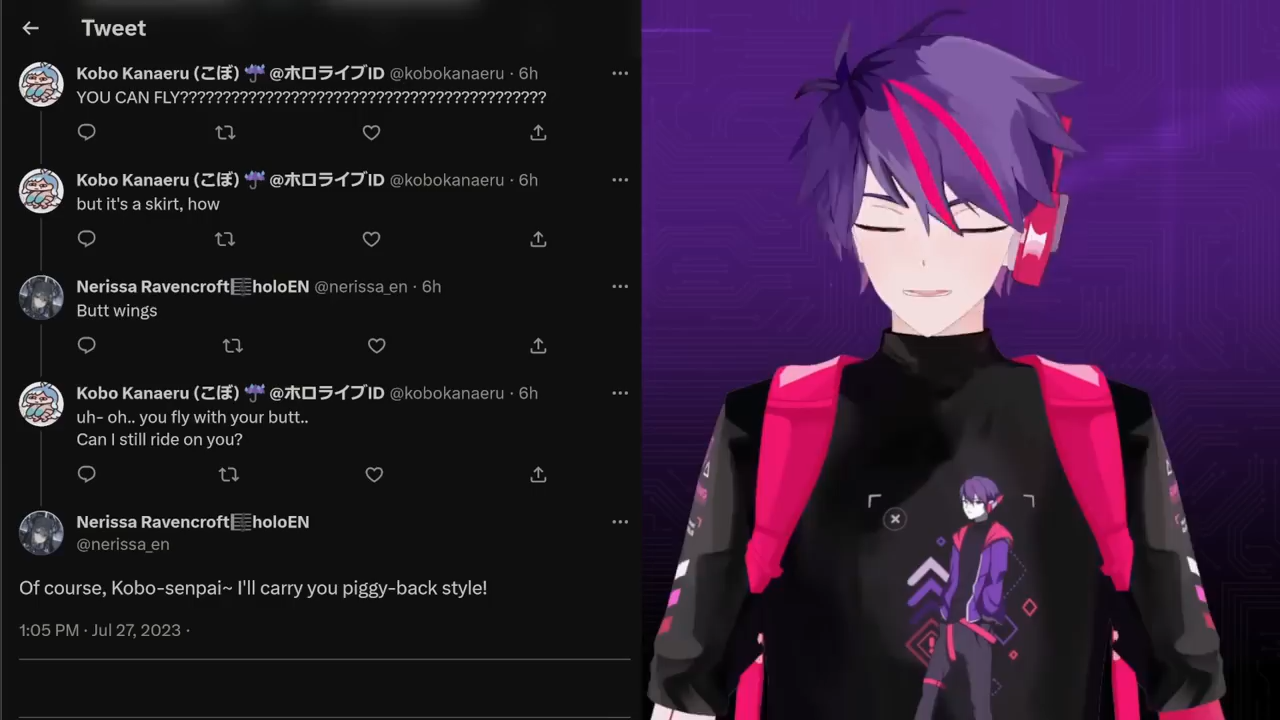 Tweet
Kobo Kanaeru (こぼ) ☔ @ホロライブID @kobokanaeru · 6h
YOU CAN FLY???????????????????????????????????????????
Kobo Kanaeru (こぼ) ☔ @ホロライブID @kobokanaeru · 6h
but it's a skirt, how
Nerissa Ravencroft🎼holoEN @nerissa_en · 6h
Butt wings
Kobo Kanaeru (こぼ) ☔ @ホロライブID @kobokanaeru · 6h
uh- oh.. you fly with your butt..
Can I still ride on you?
Nerissa Ravencroft🎼holoEN
@nerissa_en
Of course, Kobo-senpai~ I'll carry you piggy-back style!
1:05 PM · Jul 27, 2023 ·